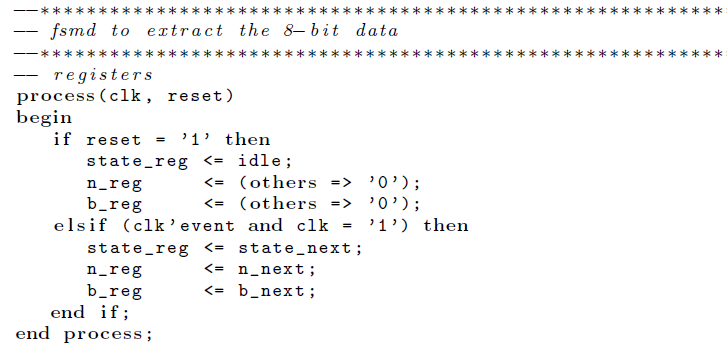 --************************************************************
-- fsmd to extract the 8-bit data
--************************************************************
-- registers
process(clk, reset)
begin
   if reset = '1' then
      state_reg <= idle;
      n_reg     <= (others => '0');
      b_reg     <= (others => '0');
   elsif (clk'event and clk = '1') then
      state_reg <= state_next;
      n_reg     <= n_next;
      b_reg     <= b_next;
   end if;
end process;